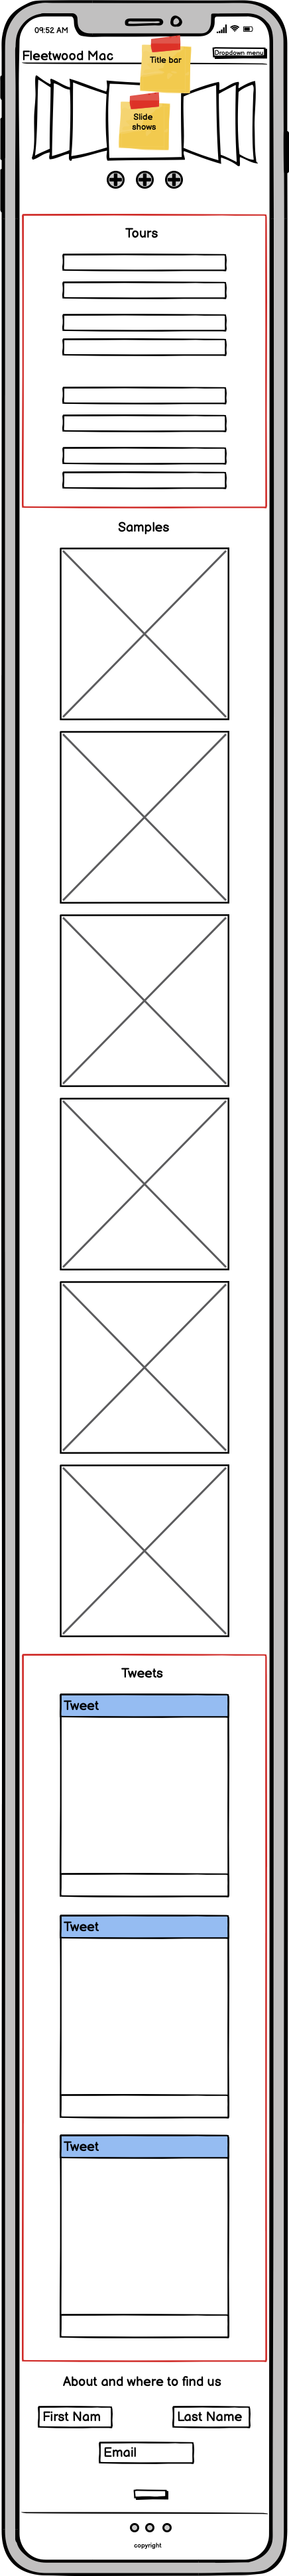 09:52 AM
Fleetwood Mac
Title bar
Dropdown menu
Slide
shows
Tours
Samples
Tweets
Tweet
Tweet
Tweet
About and where to find us
First Nam
Last Name
Email
copyright